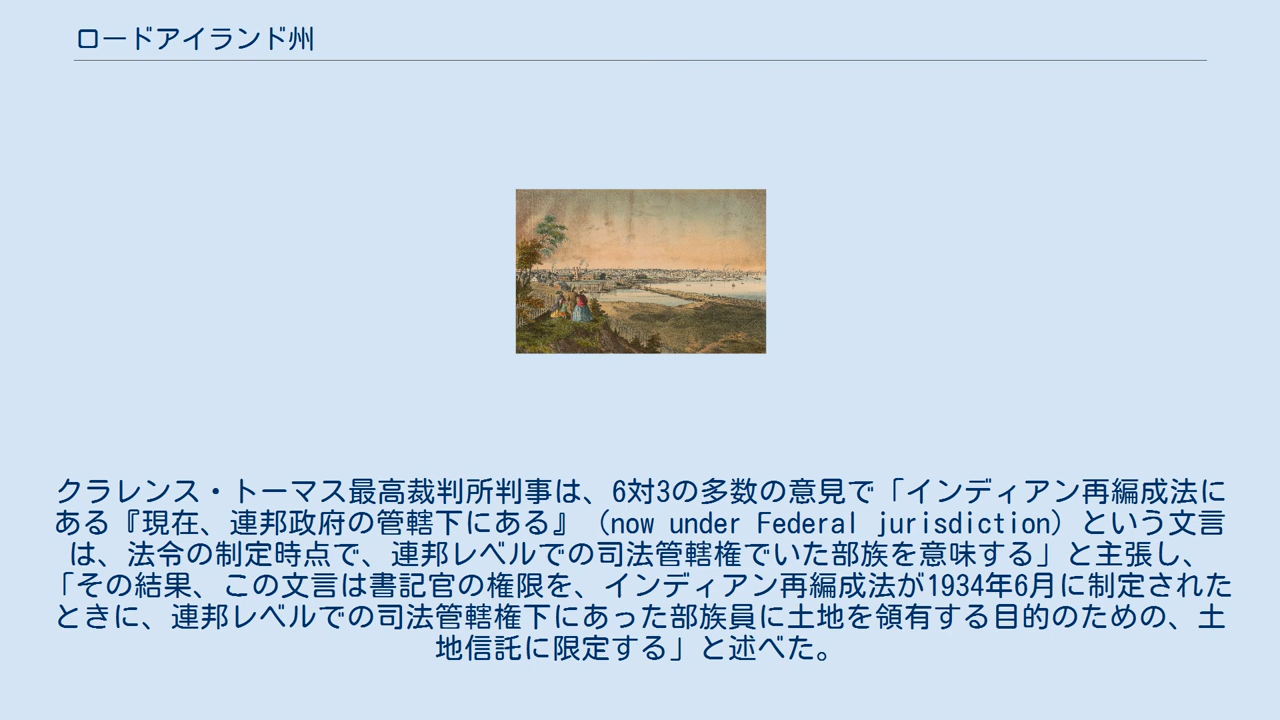 ロードアイランド州
クラレンス・トーマス最高裁判所判事は、6対3の多数の意見で「インディアン再編成法に
ある『現在、連邦政府の管轄下にある』（now under Federal jurisdiction）という文言
は、法令の制定時点で、連邦レベルでの司法管轄権でいた部族を意味する」と主張し、
「その結果、この文言は書記官の権限を、インディアン再編成法が1934年6月に制定された
ときに、連邦レベルでの司法管轄権下にあった部族員に土地を領有する目的のための、土
地信託に限定する」と述べた。